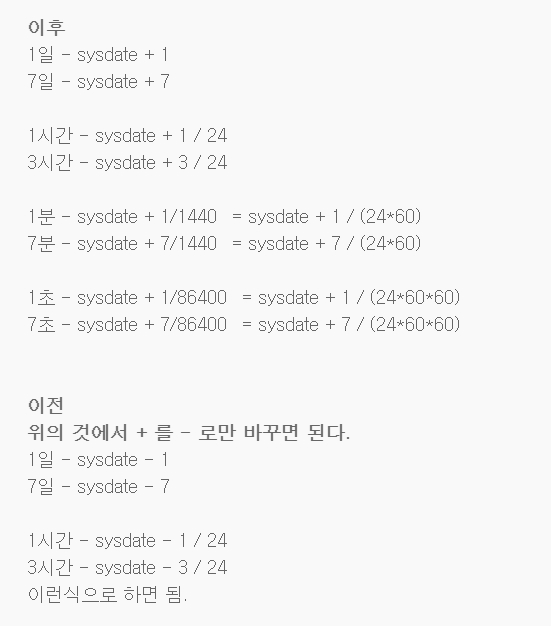 이후
1일 - sysdate + 1
7일 - sysdate + 7
1시간 - sysdate + 1 / 24
3시간 - sysdate + 3 / 24
1분 - sysdate + 1/1440 = sysdate + 1 / (24*60)
7분 - sysdate + 7/1440 = sysdate + 7 / (24*60)
1초 - sysdate + 1/86400 = sysdate + 1 / (24*60*60)
7초 - sysdate + 7/86400 = sysdate + 7 / (24*60*60)
이전
위의 것에서 + 를 - 로만 바꾸면 된다.
1일 - sysdate - 1
7일 - sysdate - 7
1시간 - sysdate - 1 / 24
3시간 - sysdate - 3 / 24
이런식으로 하면 됨.